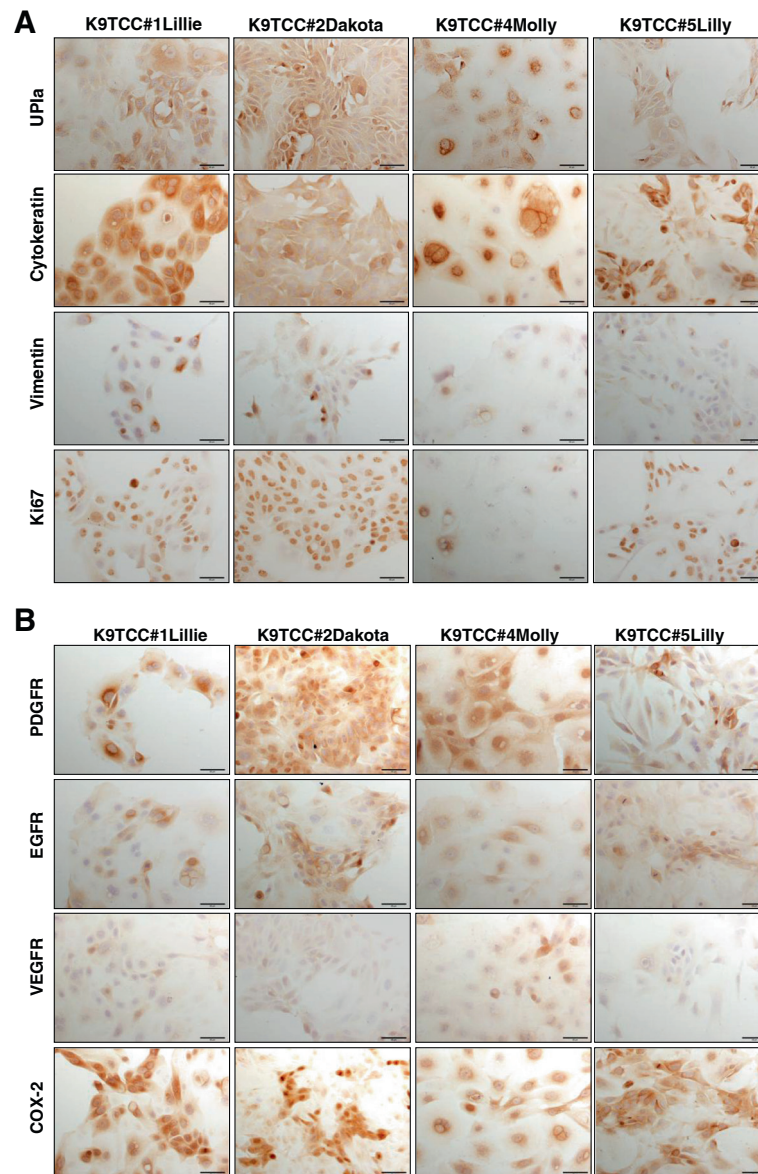 A
K9TCC#1Lillie K9TCC#2Dakota K9TCC#4Molly K9TCC#5Lilly
UPIa
Cytokeratin
Vimentin
Ki67
B
K9TCC#1Lillie K9TCC#2Dakota K9TCC#4Molly K9TCC#5Lilly
PDGFR
EGFR
VEGFR
COX-2